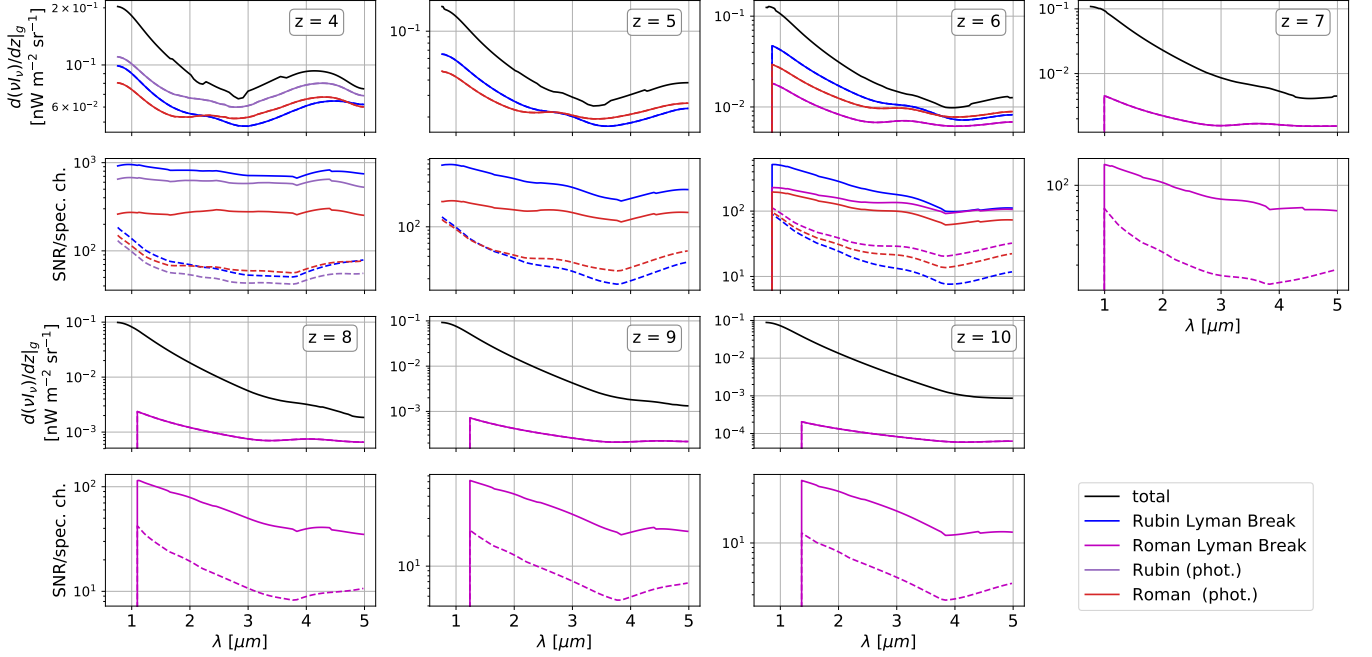 d(νI_ν)/dz|_g
[nW m⁻² sr⁻¹]
2 × 10⁻¹
10⁻¹
6 × 10⁻²
z = 4
10⁻¹
z = 5
10⁻¹
10⁻²
z = 6
10⁻¹
10⁻²
z = 7
SNR/spec. ch.
10³
10²
10²
10²
10¹
10²
1 2 3 4 5
λ [μm]
d(νI_ν)/dz|_g
[nW m⁻² sr⁻¹]
10⁻¹
10⁻²
10⁻³
z = 8
10⁻¹
10⁻²
10⁻³
z = 9
10⁻¹
10⁻²
10⁻³
10⁻⁴
z = 10
SNR/spec. ch.
10²
10¹
1 2 3 4 5
λ [μm]
10¹
1 2 3 4 5
λ [μm]
10¹
1 2 3 4 5
λ [μm]
total
Rubin Lyman Break
Roman Lyman Break
Rubin (phot.)
Roman (phot.)